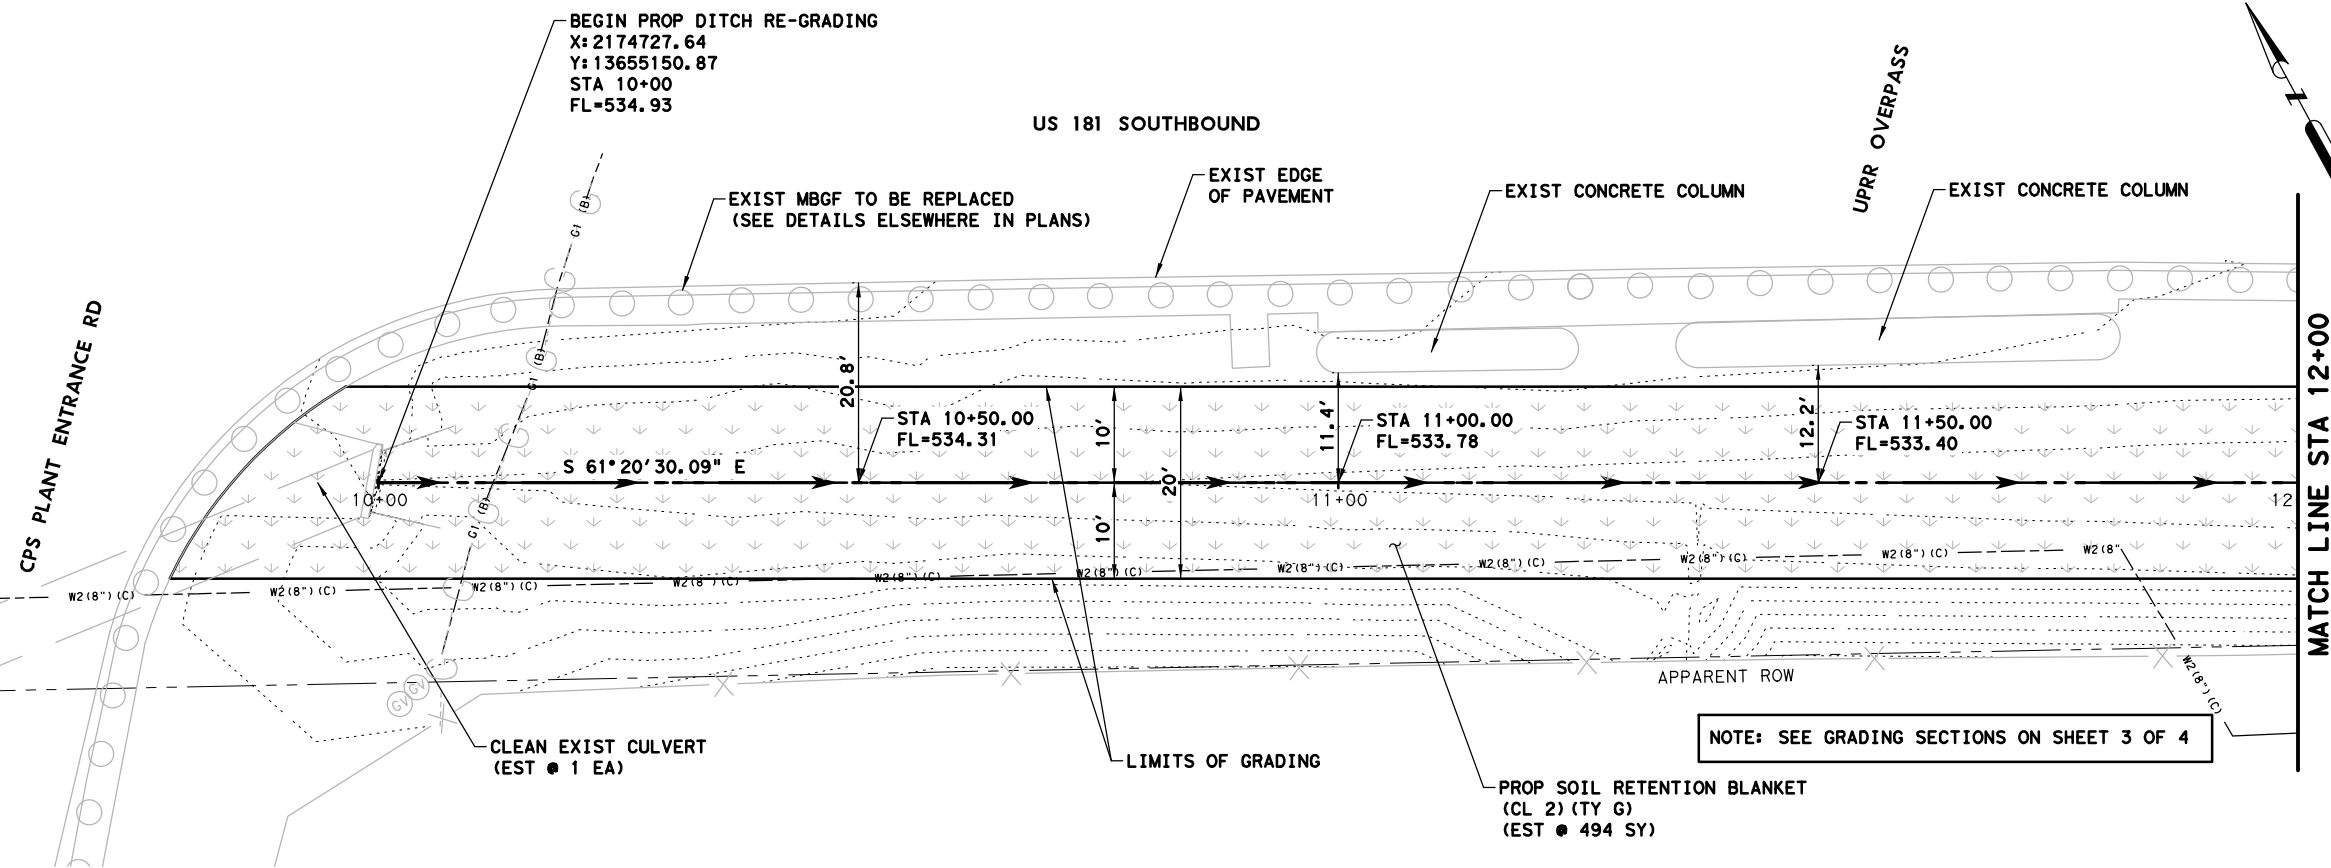 BEGIN PROP DITCH RE-GRADING
X:2174727.64
Y:13655150.87
STA 10+00
FL=534.93
US 181 SOUTHBOUND
UPRR OVERPASS
EXIST MBGF TO BE REPLACED
(SEE DETAILS ELSEWHERE IN PLANS)
EXIST EDGE
OF PAVEMENT
EXIST CONCRETE COLUMN
EXIST CONCRETE COLUMN
N
CPS PLANT ENTRANCE RD
G1 (B)
G1 (B)
G1 (B)
20.8'
STA 10+50.00
FL=534.31
10'
10'
20'
11.4'
STA 11+00.00
FL=533.78
12.2'
STA 11+50.00
FL=533.40
S 61°20'30.09" E
10+00
11+00
12
MATCH LINE STA 12+00
W2(8")(C)
W2(8")(C)
W2(8")(C)
W2(8")(C)
W2(8")(C)
W2(8")(C)
W2(8")(C)
W2(8")(C)
W2(8")(C)
W2(8")(C)
W2(8"
W2(8")(C)
GV
GV
APPARENT ROW
NOTE: SEE GRADING SECTIONS ON SHEET 3 OF 4
CLEAN EXIST CULVERT
(EST @ 1 EA)
LIMITS OF GRADING
PROP SOIL RETENTION BLANKET
(CL 2)(TY G)
(EST @ 494 SY)